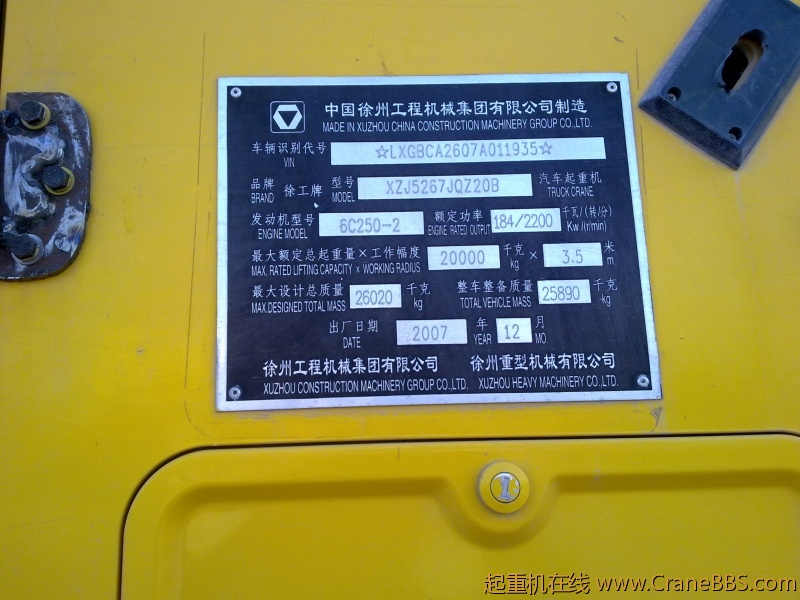 中国徐州工程机械集团有限公司制造
MADE IN XUZHOU CHINA CONSTRUCTION MACHINERY GROUP CO.,LTD.
车辆识别代号 ☆LXGBCA2607A011935☆
VIN
品牌 徐工牌 型号 XZJ5267JQZ20B 汽车起重机
BRAND MODEL TRUCK CRANE
发动机型号 6C250-2 额定功率 184/2200 千瓦/(转/分)
ENGINE MODEL ENGINE RATED OUTPUT Kw/(r/min)
最大额定总起重量×工作幅度 20000 千克 × 3.5 米
MAX. RATED LIFTING CAPACITY x WORKING RADIUS kg m
最大设计总质量 26020 千克 整车整备质量 25890 千克
MAX.DESIGNED TOTAL MASS kg TOTAL VEHICLE MASS kg
出厂日期 2007 年 12 月
DATE YEAR MO.
徐州工程机械集团有限公司 徐州重型机械有限公司
XUZHOU CONSTRUCTION MACHINERY GROUP CO.,LTD. XUZHOU HEAVY MACHINERY CO.,LTD.
起重机在线 www.CraneBBS.com